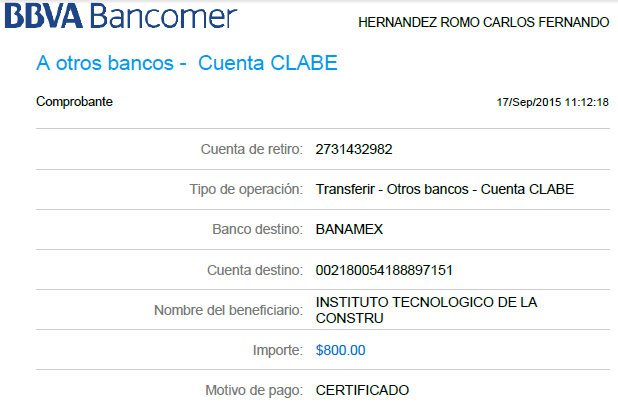 BBVA Bancomer
HERNANDEZ ROMO CARLOS FERNANDO
A otros bancos - Cuenta CLABE
Comprobante
17/Sep/2015 11:12:18
Cuenta de retiro: 2731432982
Tipo de operación: Transferir - Otros bancos - Cuenta CLABE
Banco destino: BANAMEX
Cuenta destino: 002180054188897151
Nombre del beneficiario: INSTITUTO TECNOLOGICO DE LA
CONSTRU
Importe: $800.00
Motivo de pago: CERTIFICADO